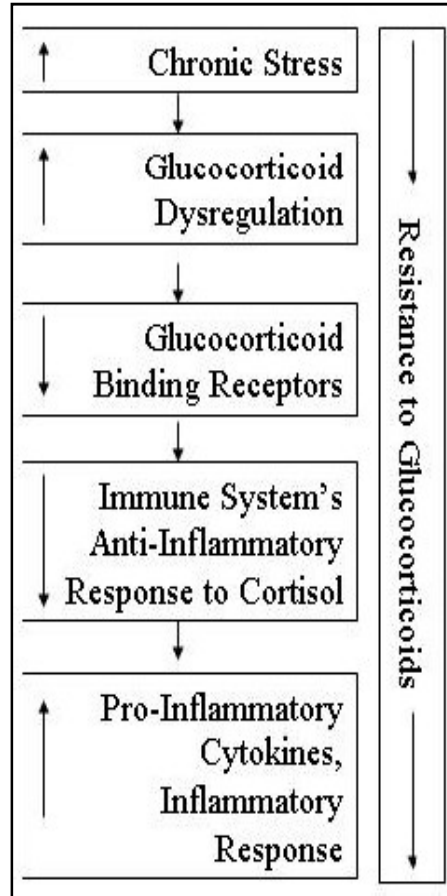 Chronic Stress
Glucocorticoid
Dysregulation
Glucocorticoid
Binding Receptors
Immune System's
Anti-Inflammatory
Response to Cortisol
Pro-Inflammatory
Cytokines,
Inflammatory
Response
Resistance to Glucocorticoids